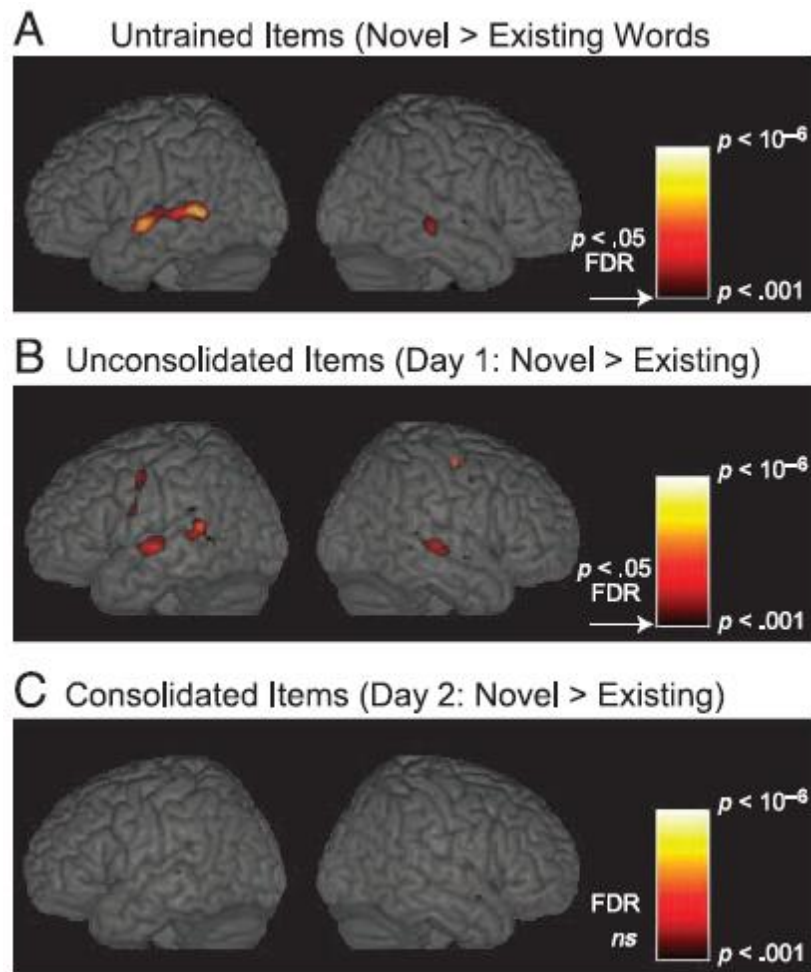 A Untrained Items (Novel > Existing Words
p < 10⁻⁶
p < .05
FDR
p < .001
B Unconsolidated Items (Day 1: Novel > Existing)
p < 10⁻⁶
p < .05
FDR
p < .001
C Consolidated Items (Day 2: Novel > Existing)
p < 10⁻⁶
FDR
ns
p < .001